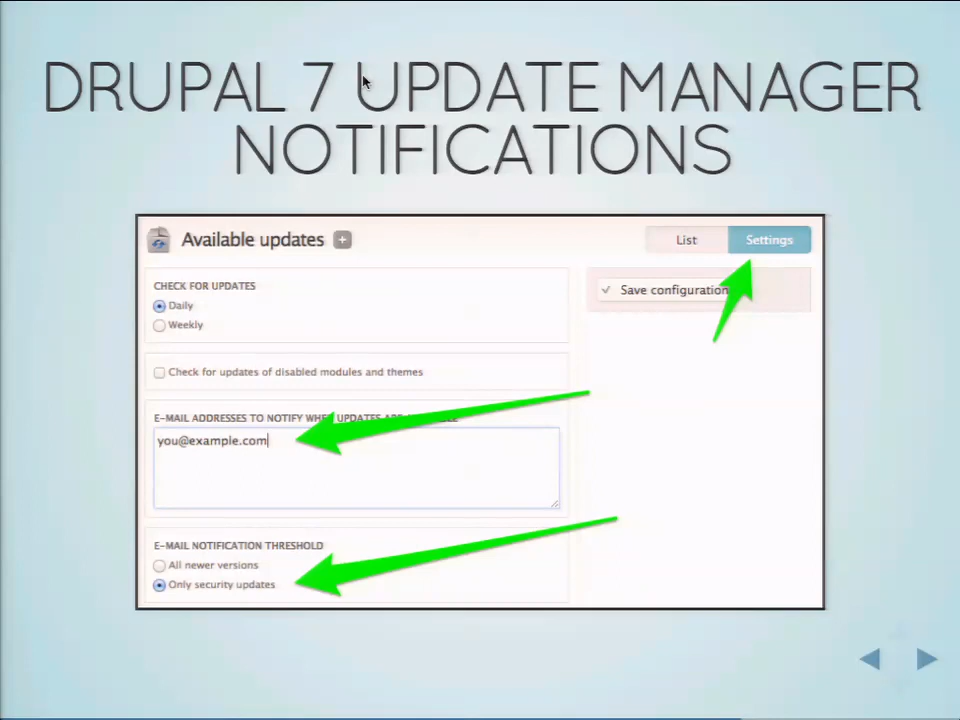 DRUPAL 7 UPDATE MANAGER
NOTIFICATIONS
Available updates
List
Settings
CHECK FOR UPDATES
Daily
Weekly
Save configuration
Check for updates of disabled modules and themes
E-MAIL ADDRESSES TO NOTIFY WHEN UPDATES ARE
you@example.com
E-MAIL NOTIFICATION THRESHOLD
All newer versions
Only security updates